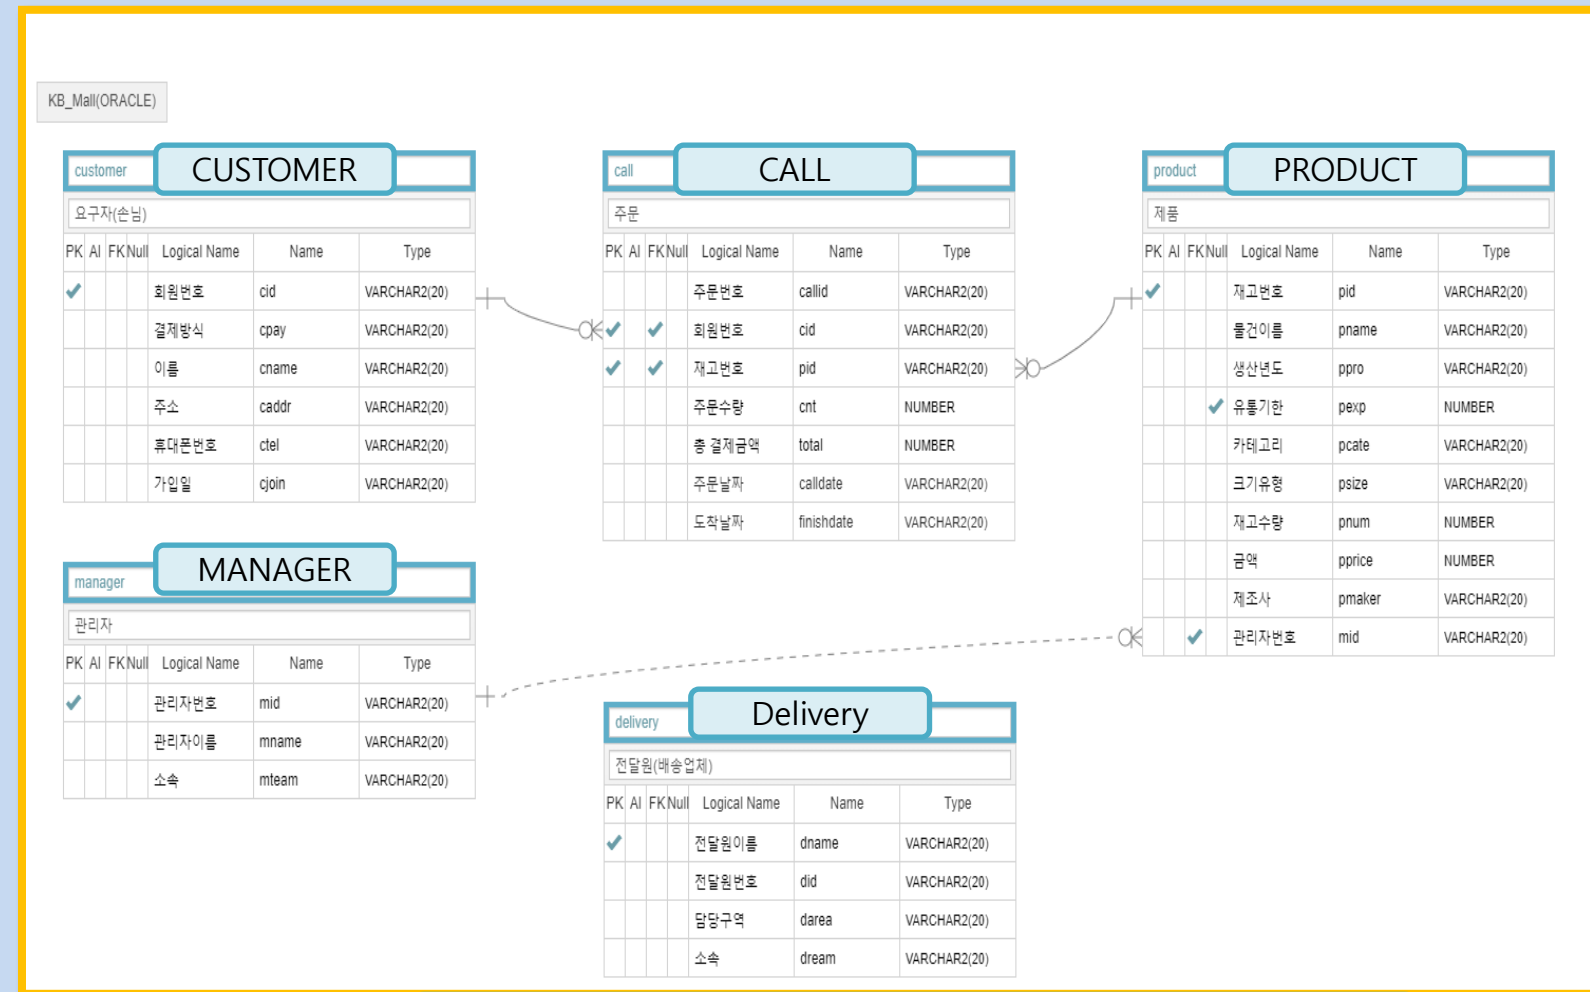 KB_Mall(ORACLE)
customer CUSTOMER
요구자(손님)
PK AI FK Null Logical Name Name Type
회원번호 cid VARCHAR2(20)
결제방식 cpay VARCHAR2(20)
이름 cname VARCHAR2(20)
주소 caddr VARCHAR2(20)
휴대폰번호 ctel VARCHAR2(20)
가입일 cjoin VARCHAR2(20)
call CALL
주문
PK AI FK Null Logical Name Name Type
주문번호 callid VARCHAR2(20)
회원번호 cid VARCHAR2(20)
재고번호 pid VARCHAR2(20)
주문수량 cnt NUMBER
총 결제금액 total NUMBER
주문날짜 calldate VARCHAR2(20)
도착날짜 finishdate VARCHAR2(20)
product PRODUCT
제품
PK AI FK Null Logical Name Name Type
재고번호 pid VARCHAR2(20)
물건이름 pname VARCHAR2(20)
생산년도 ppro VARCHAR2(20)
유통기한 pexp NUMBER
카테고리 pcate VARCHAR2(20)
크기유형 psize VARCHAR2(20)
재고수량 pnum NUMBER
금액 pprice NUMBER
제조사 pmaker VARCHAR2(20)
관리자번호 mid VARCHAR2(20)
manager MANAGER
관리자
PK AI FK Null Logical Name Name Type
관리자번호 mid VARCHAR2(20)
관리자이름 mname VARCHAR2(20)
소속 mteam VARCHAR2(20)
delivery Delivery
전달원(배송업체)
PK AI FK Null Logical Name Name Type
전달원이름 dname VARCHAR2(20)
전달원번호 did VARCHAR2(20)
담당구역 darea VARCHAR2(20)
소속 dream VARCHAR2(20)